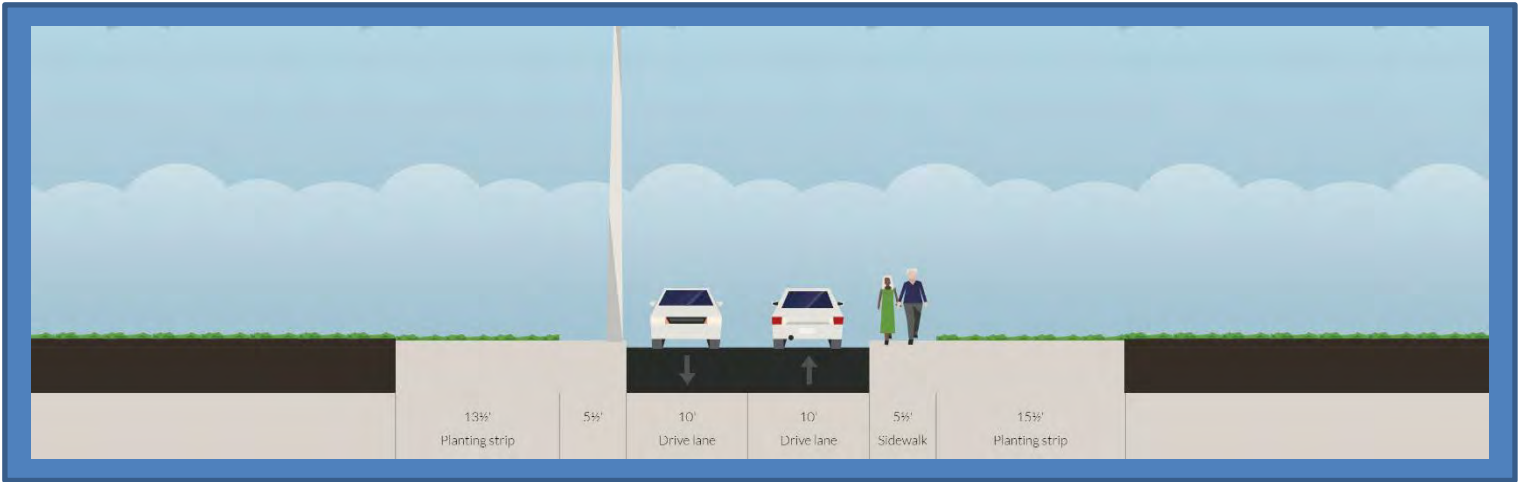 13½' 5½' 10' 10' 5½' 15½'
Planting strip Drive lane Drive lane Sidewalk Planting strip